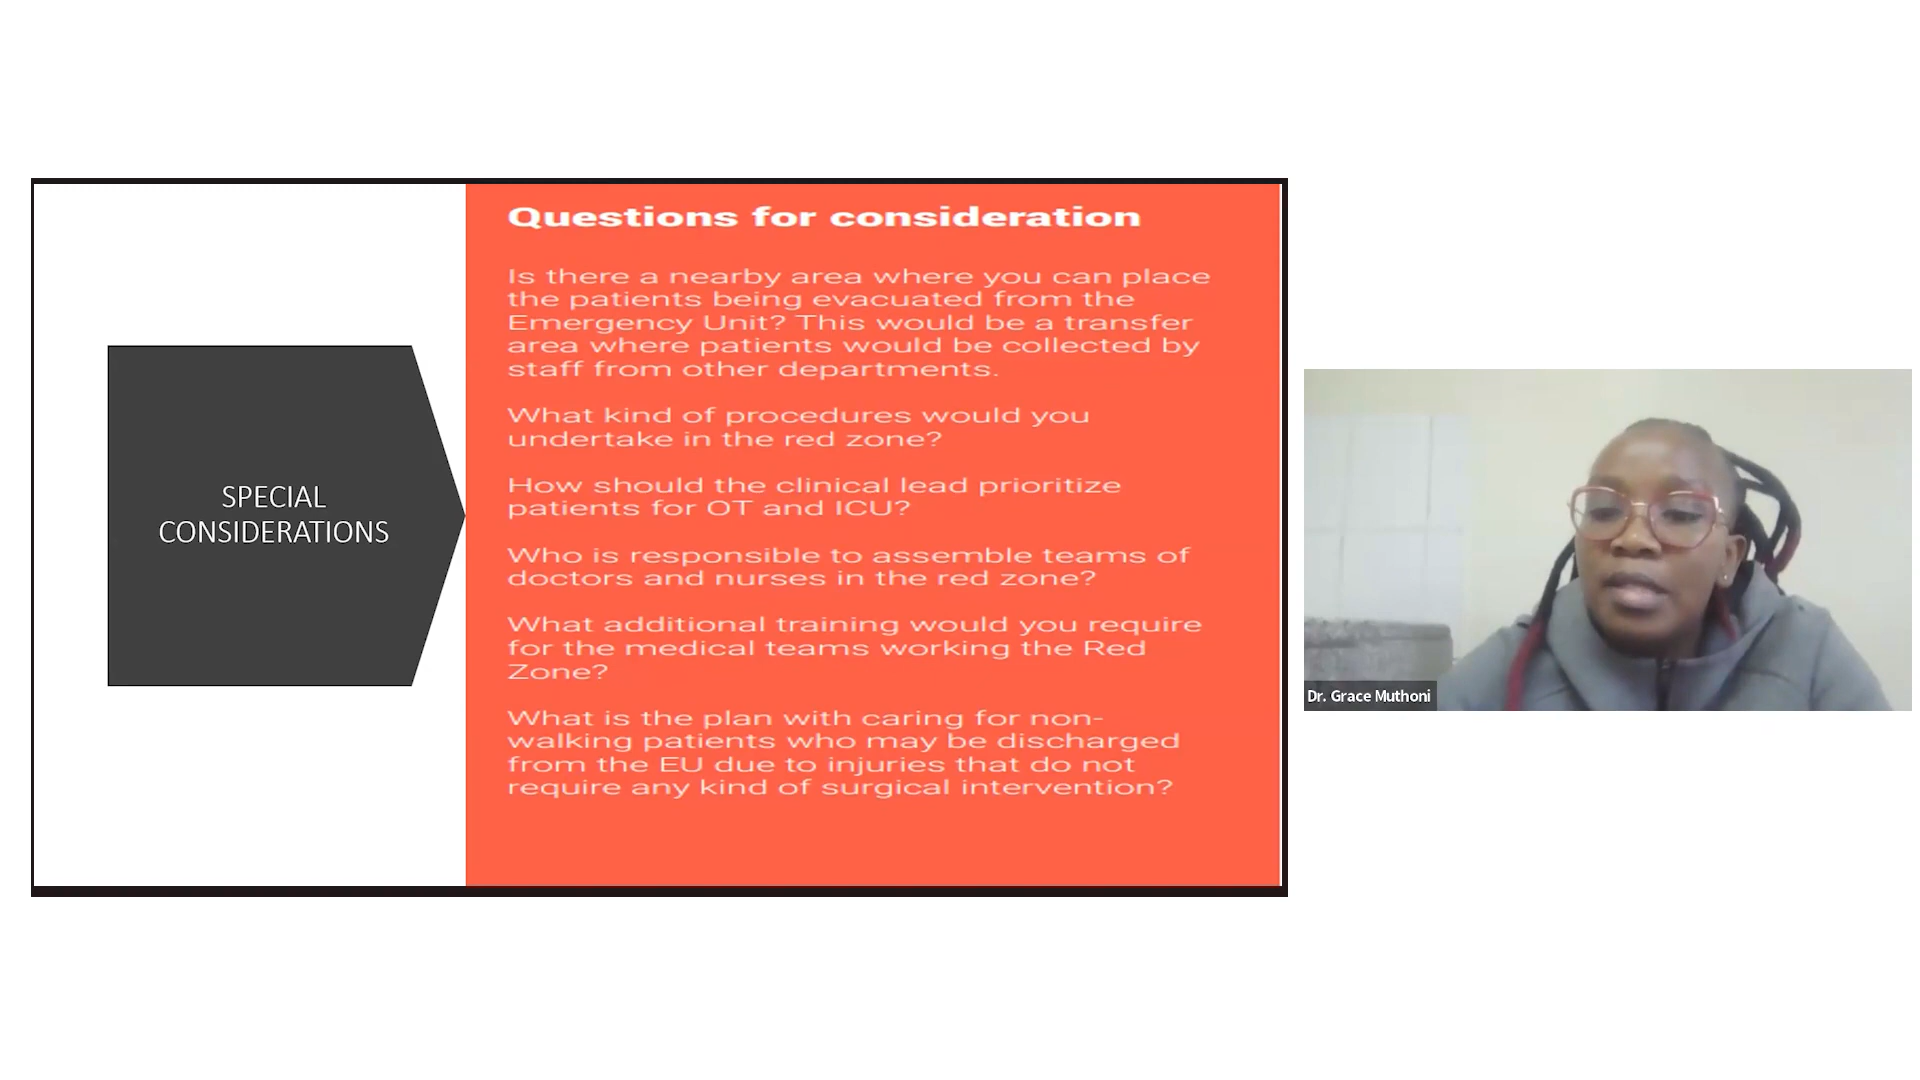 SPECIAL
CONSIDERATIONS
Questions for consideration
Is there a nearby area where you can place
the patients being evacuated from the
Emergency Unit? This would be a transfer
area where patients would be collected by
staff from other departments.
What kind of procedures would you
undertake in the red zone?
How should the clinical lead prioritize
patients for OT and ICU?
Who is responsible to assemble teams of
doctors and nurses in the red zone?
What additional training would you require
for the medical teams working the Red
Zone?
What is the plan with caring for non-
walking patients who may be discharged
from the EU due to injuries that do not
require any kind of surgical intervention?
Dr. Grace Muthoni